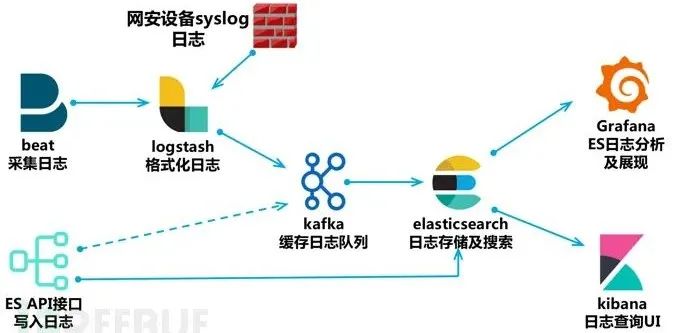 网安设备syslog
日志
beat
采集日志
logstash
格式化日志
kafka
缓存日志队列
elasticsearch
日志存储及搜索
Grafana
ES日志分析
及展现
ES API接口
写入日志
kibana
日志查询UI